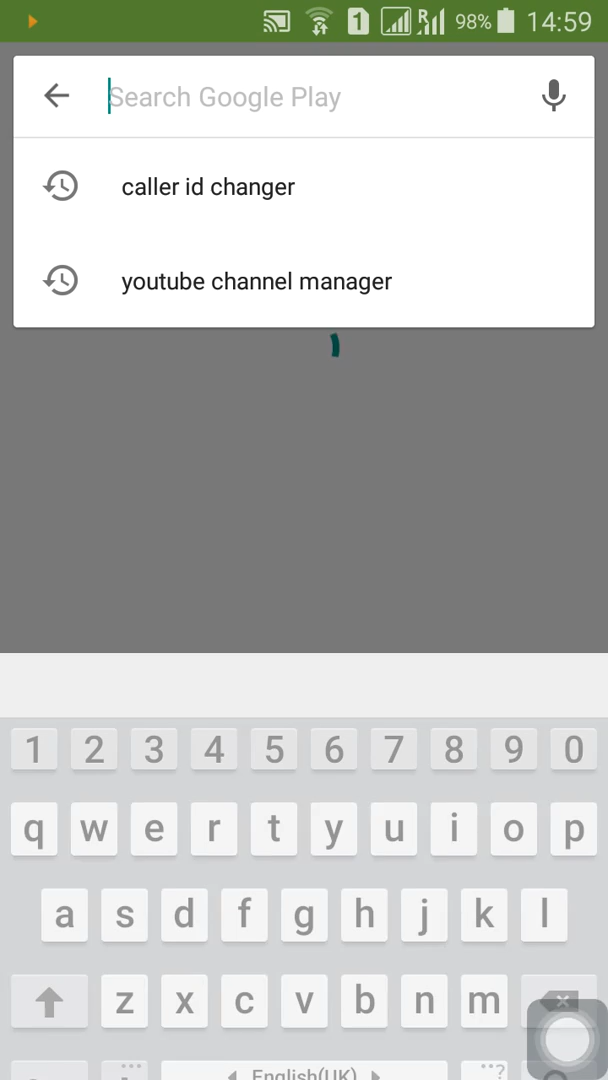 1 R 98% 14:59
Search Google Play
caller id changer
youtube channel manager
1 2 3 4 5 6 7 8 9 0
q w e r t y u i o p
a s d f g h j k l
z x c v b n m
English(UK)